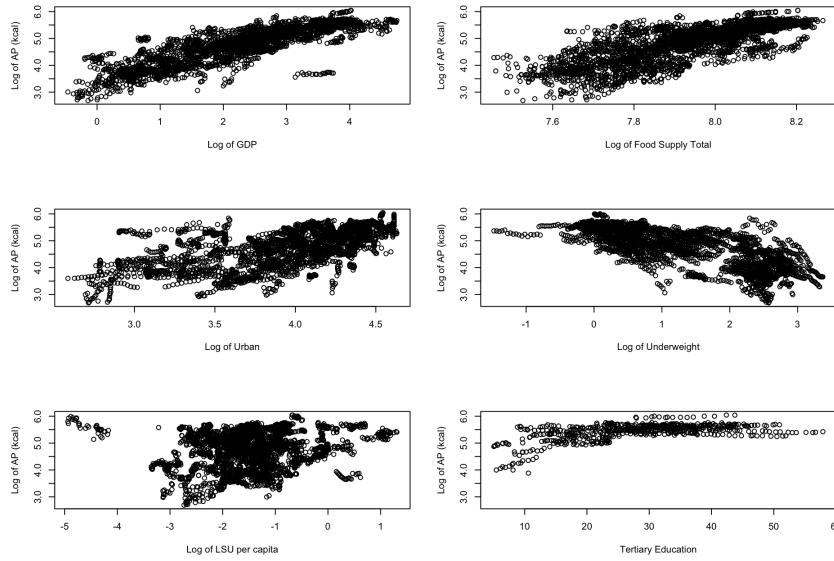 Log of AP (kcal)
3.0 4.0 5.0 6.0
0 1 2 3 4
Log of GDP
Log of AP (kcal)
3.0 4.0 5.0 6.0
7.6 7.8 8.0 8.2
Log of Food Supply Total
Log of AP (kcal)
3.0 4.0 5.0 6.0
3.0 3.5 4.0 4.5
Log of Urban
Log of AP (kcal)
3.0 4.0 5.0 6.0
-1 0 1 2 3
Log of Underweight
Log of AP (kcal)
3.0 4.0 5.0 6.0
-5 -4 -3 -2 -1 0 1
Log of LSU per capita
Log of AP (kcal)
3.0 4.0 5.0 6.0
10 20 30 40 50
Tertiary Education